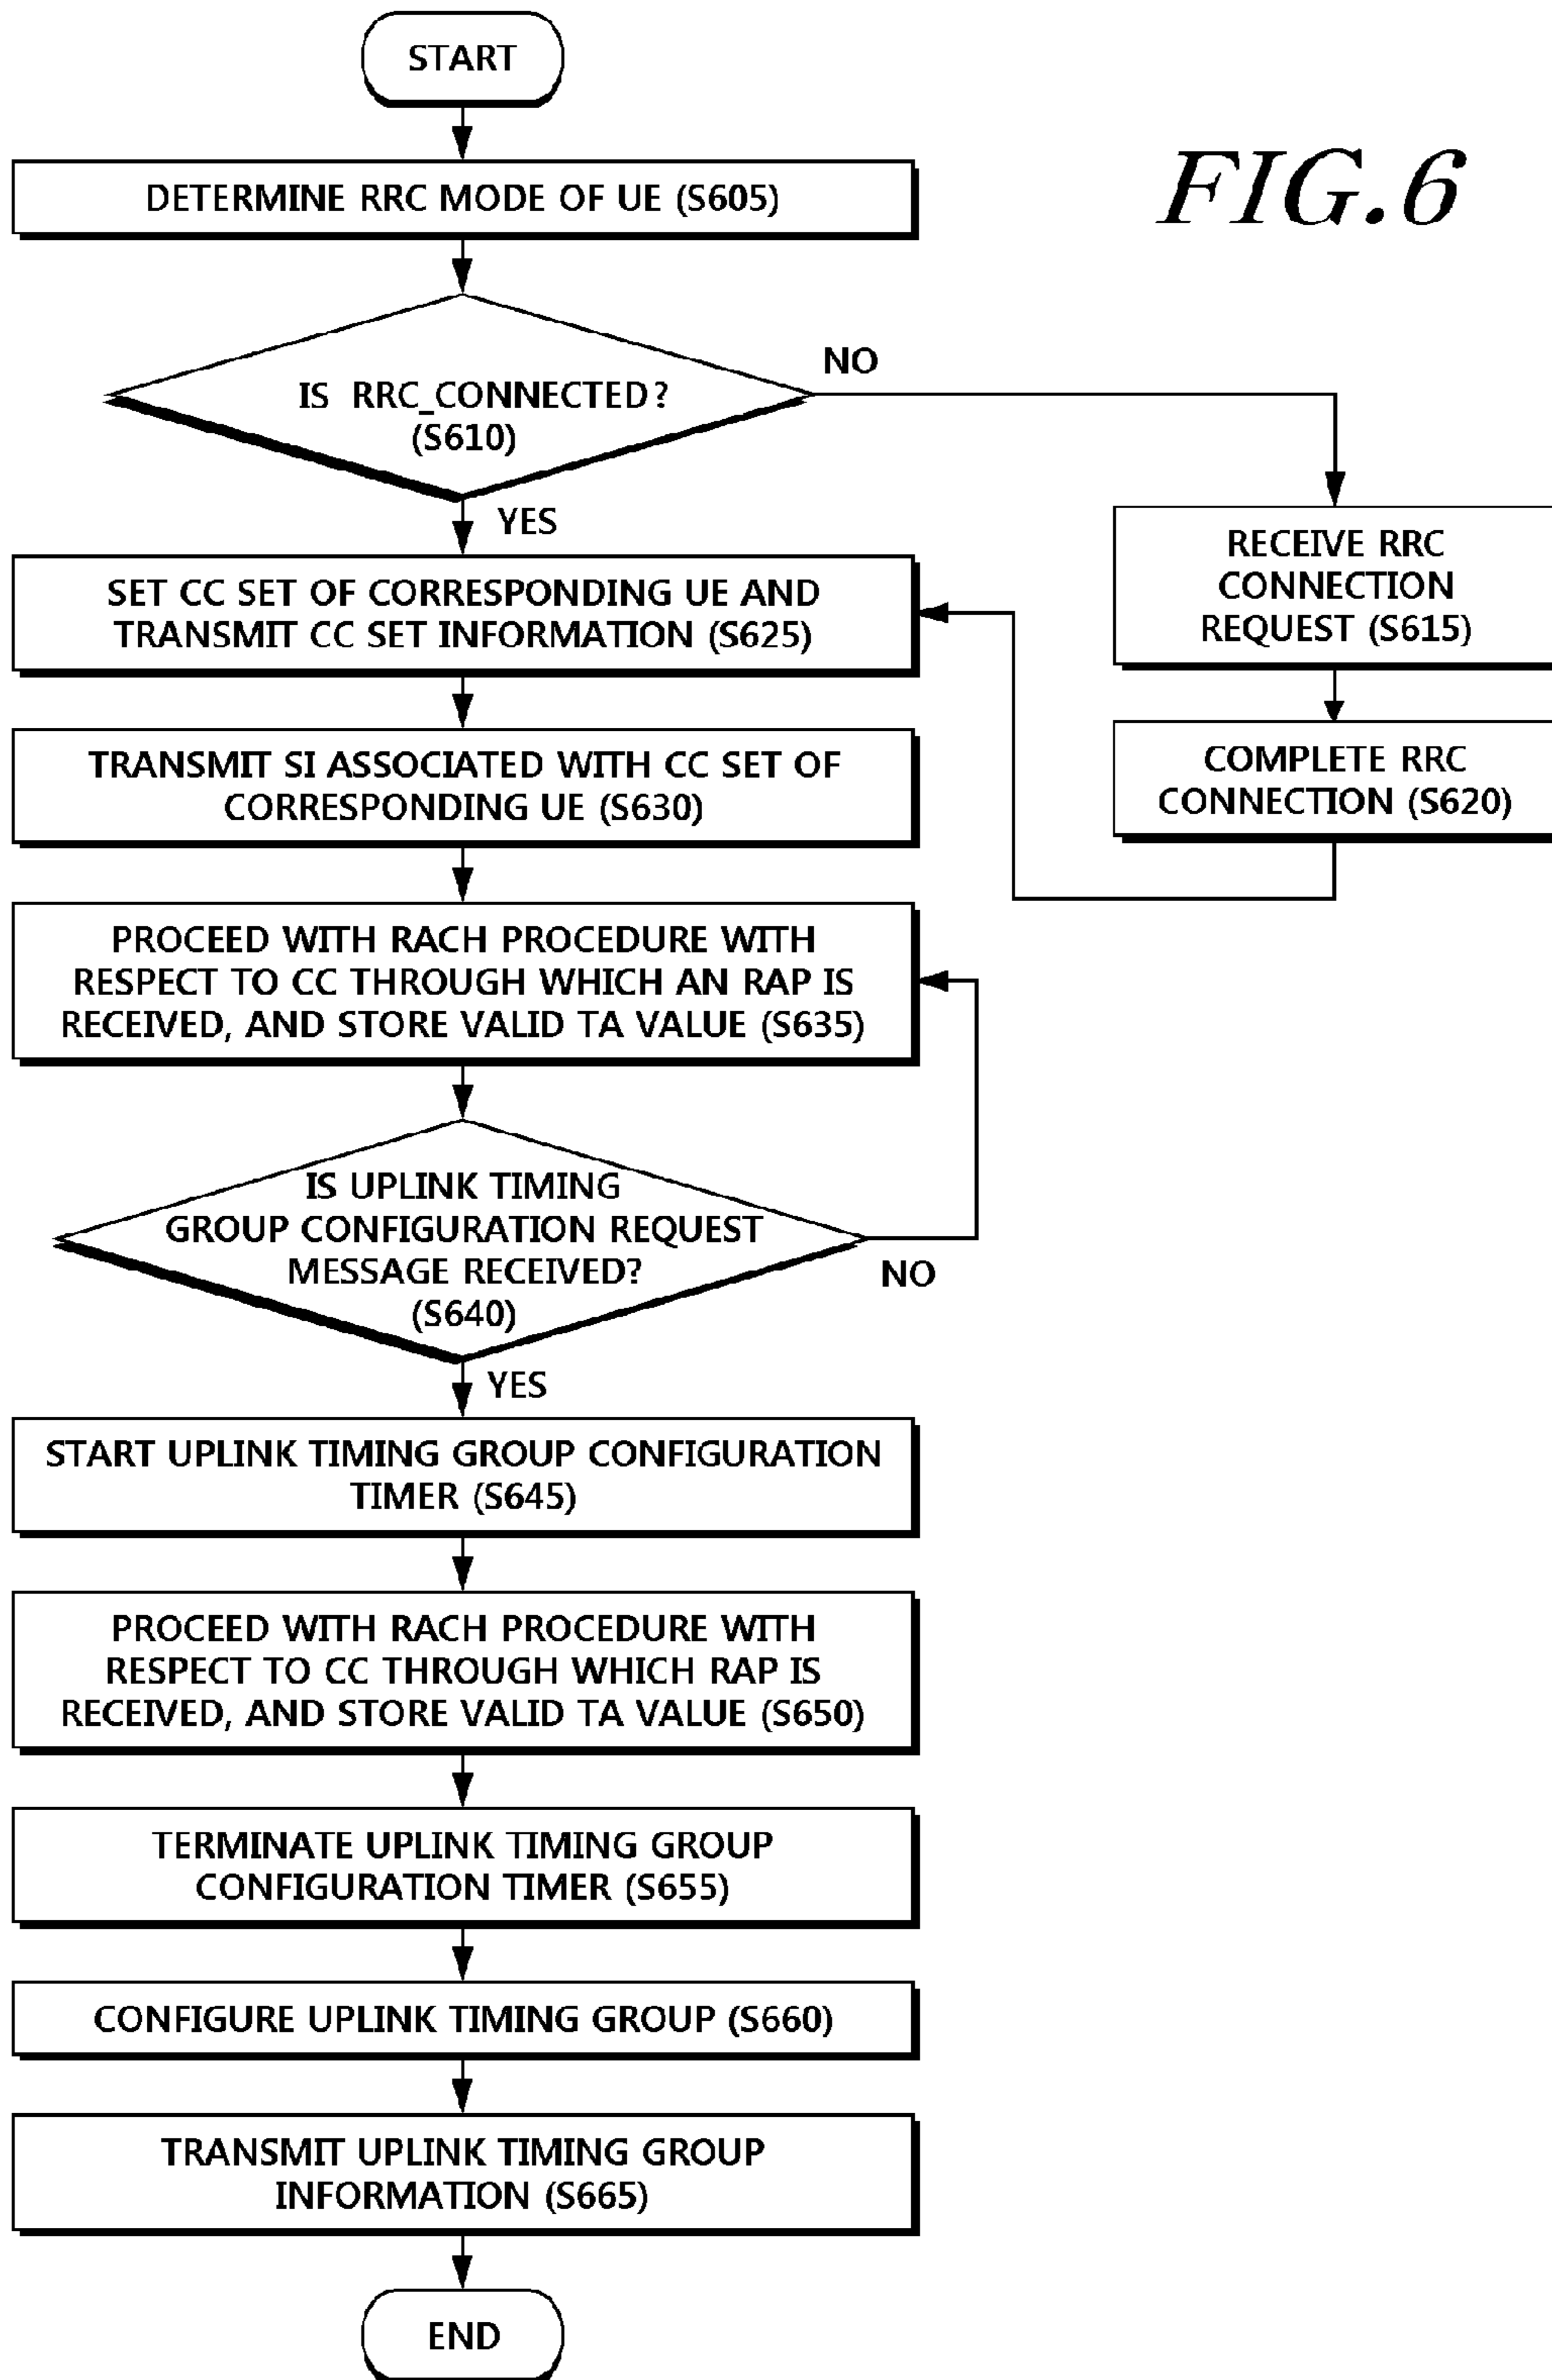 START
FIG.6
DETERMINE RRC MODE OF UE (S605)
IS RRC_CONNECTED?
(S610)
NO
YES
RECEIVE RRC
CONNECTION
REQUEST (S615)
COMPLETE RRC
CONNECTION (S620)
SET CC SET OF CORRESPONDING UE AND
TRANSMIT CC SET INFORMATION (S625)
TRANSMIT SI ASSOCIATED WITH CC SET OF
CORRESPONDING UE (S630)
PROCEED WITH RACH PROCEDURE WITH
RESPECT TO CC THROUGH WHICH AN RAP IS
RECEIVED, AND STORE VALID TA VALUE (S635)
IS UPLINK TIMING
GROUP CONFIGURATION REQUEST
MESSAGE RECEIVED?
(S640)
NO
YES
START UPLINK TIMING GROUP CONFIGURATION
TIMER (S645)
PROCEED WITH RACH PROCEDURE WITH
RESPECT TO CC THROUGH WHICH RAP IS
RECEIVED, AND STORE VALID TA VALUE (S650)
TERMINATE UPLINK TIMING GROUP
CONFIGURATION TIMER (S655)
CONFIGURE UPLINK TIMING GROUP (S660)
TRANSMIT UPLINK TIMING GROUP
INFORMATION (S665)
END